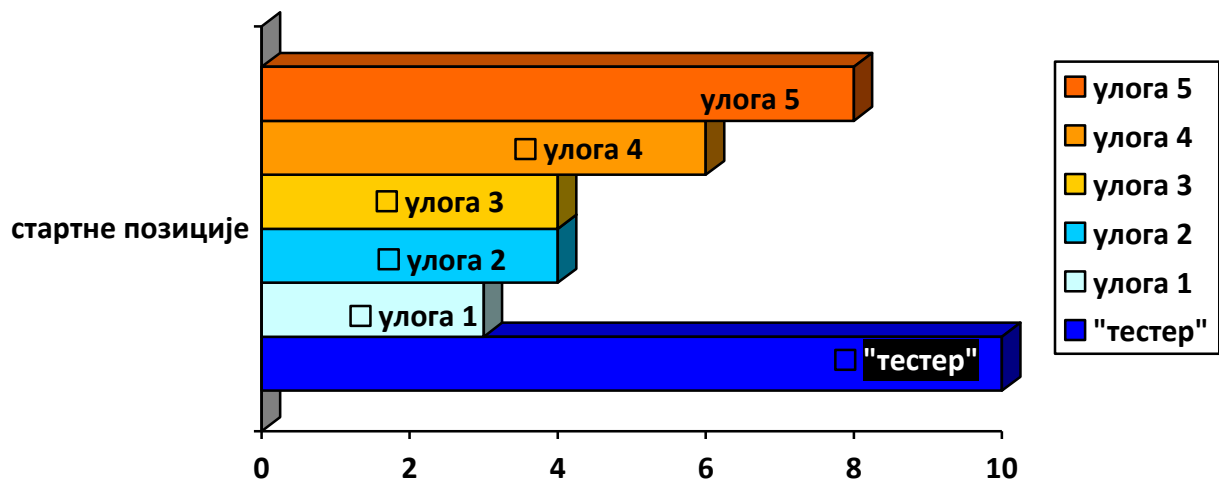 стартне позиције
улога 5
улога 4
улога 3
улога 2
улога 1
"тестер"
0 2 4 6 8 10
улога 5
улога 4
улога 3
улога 2
улога 1
"тестер"